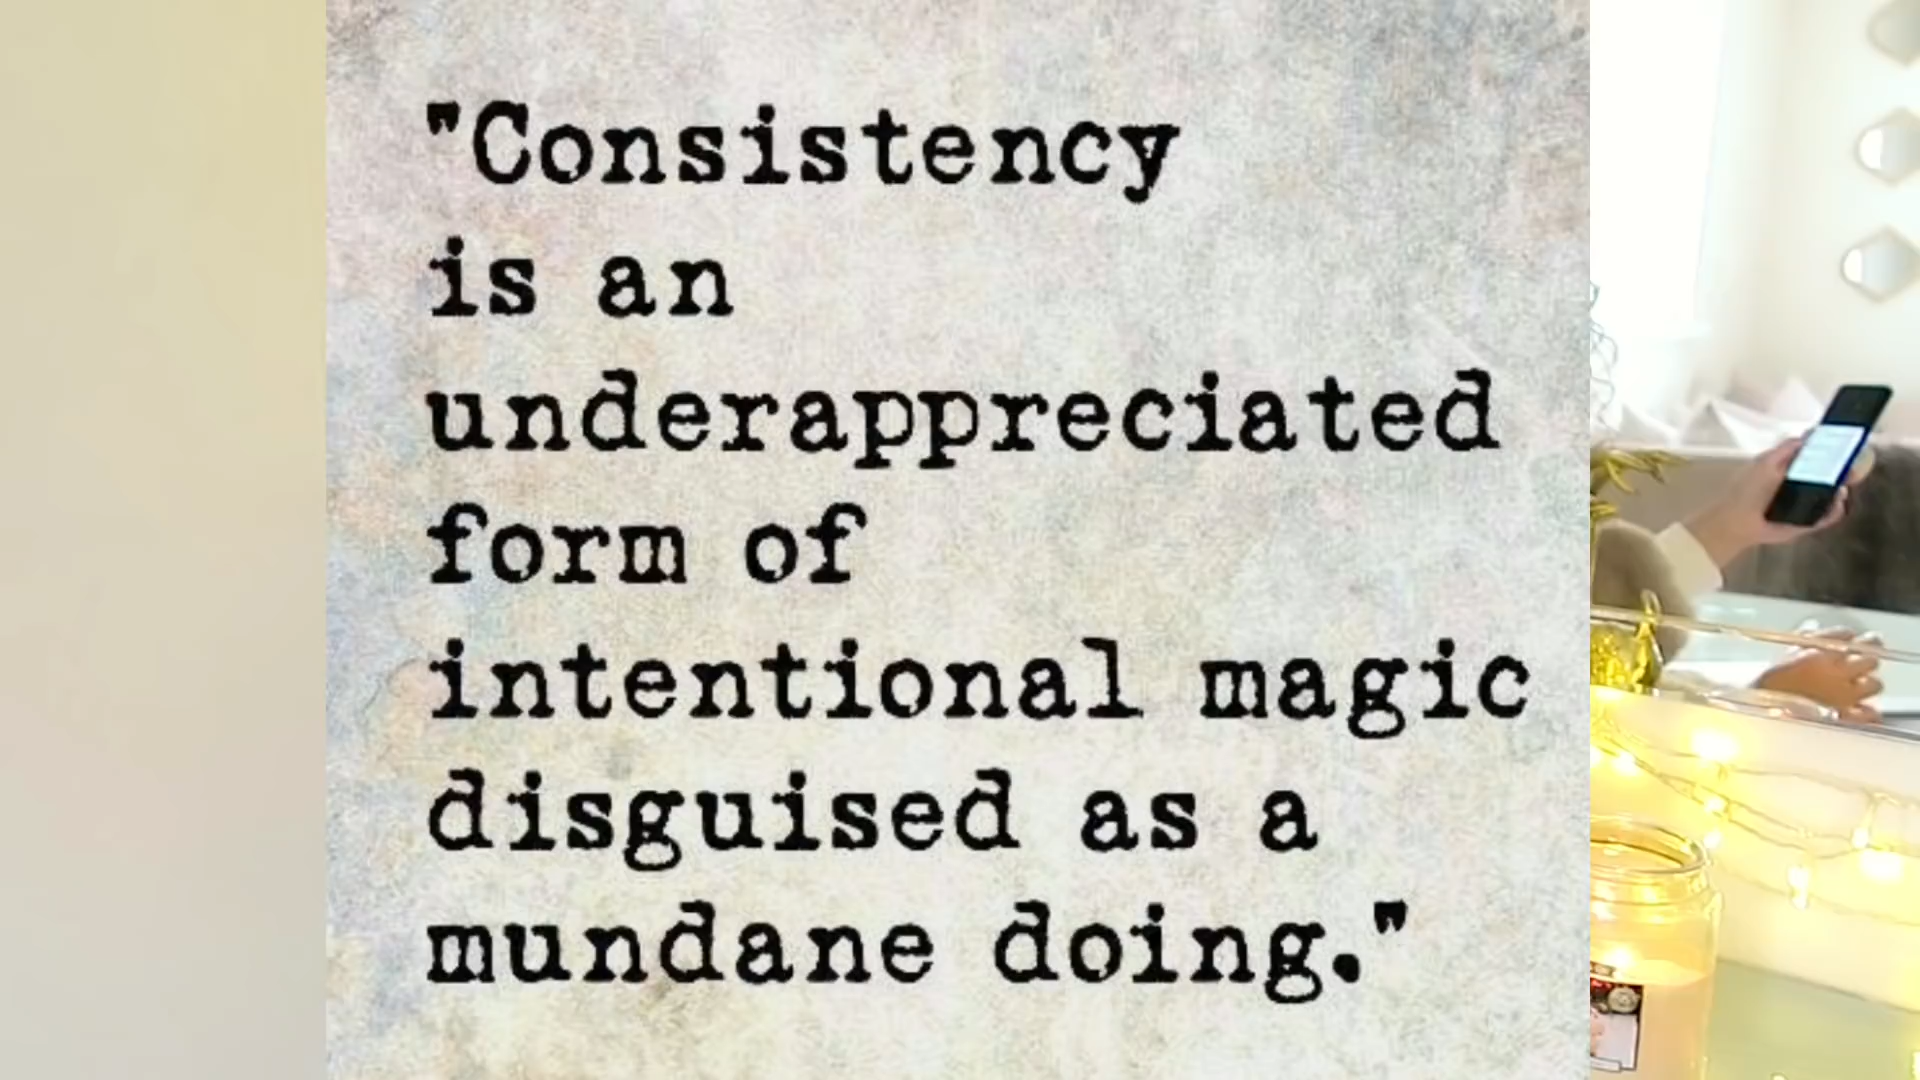 "Consistency
is an
underappreciated
form of
intentional magic
disguised as a
mundane doing."